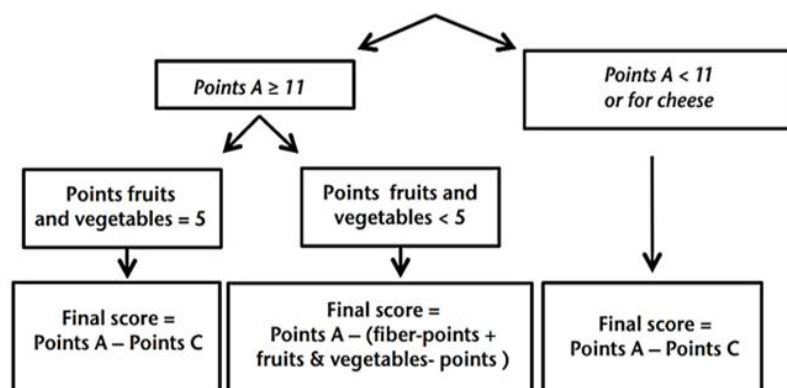 Points A ≥ 11
Points A < 11
or for cheese
Points fruits
and vegetables = 5
Points fruits and
vegetables < 5
Final score =
Points A – Points C
Final score =
Points A – (fiber-points +
fruits & vegetables- points )
Final score =
Points A – Points C